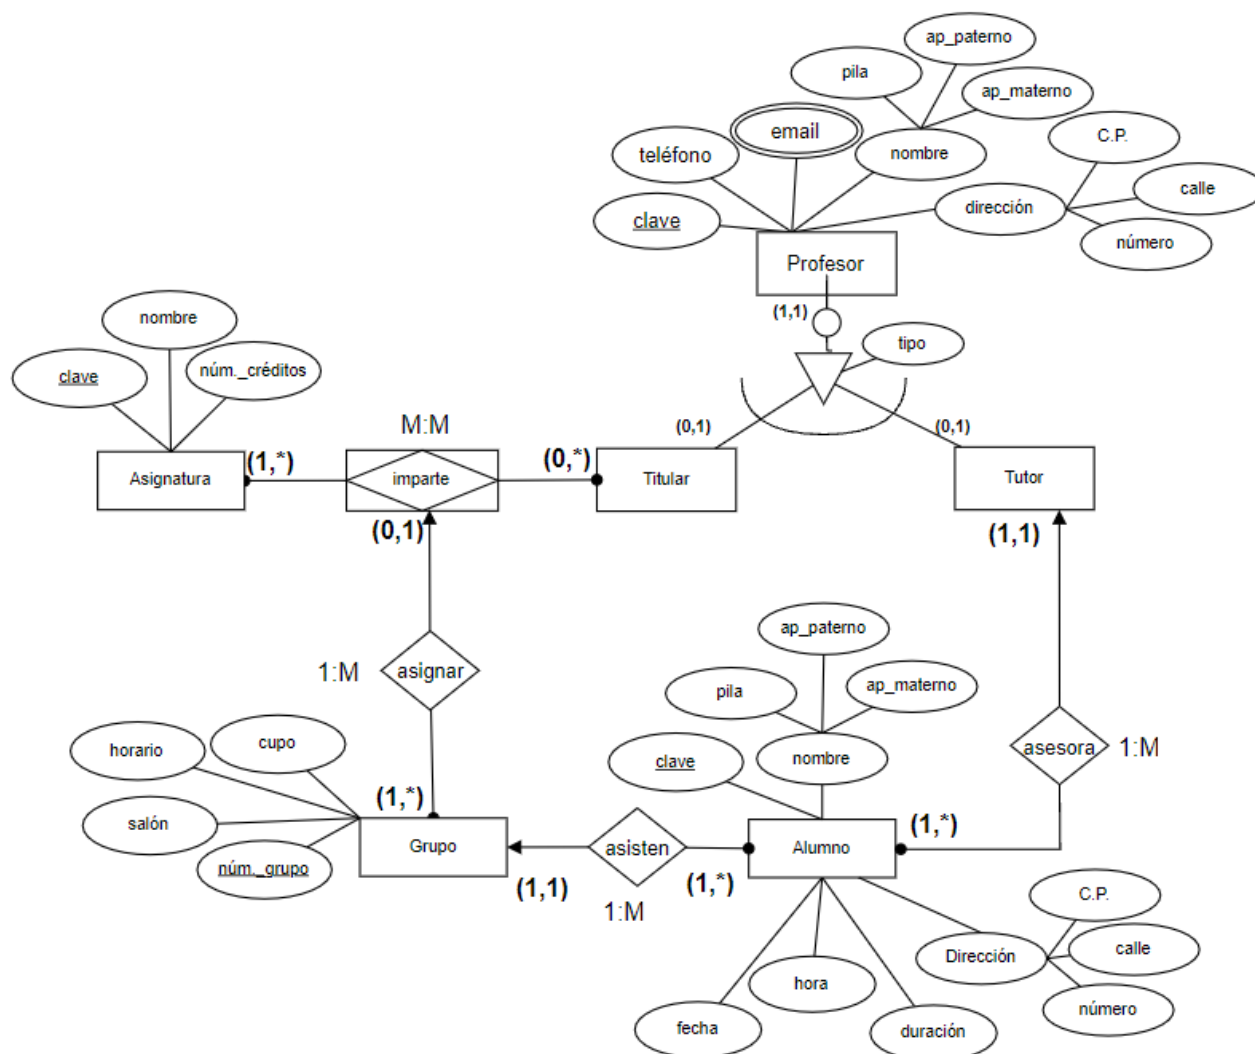 ap_paterno
pila
ap_materno
email
teléfono
nombre
C.P.
calle
clave
dirección
número
Profesor
(1,1)
tipo
nombre
clave
núm._créditos
M:M
(0,1)
(0,1)
Asignatura
(1,*)
imparte
(0,*)
Titular
Tutor
(0,1)
(1,1)
ap_paterno
1:M
asignar
pila
ap_materno
horario
cupo
clave
nombre
asesora
1:M
salón
(1,*)
Grupo
núm._grupo
asisten
Alumno
(1,*)
(1,1)
(1,*)
1:M
C.P.
Dirección
calle
hora
número
fecha
duración